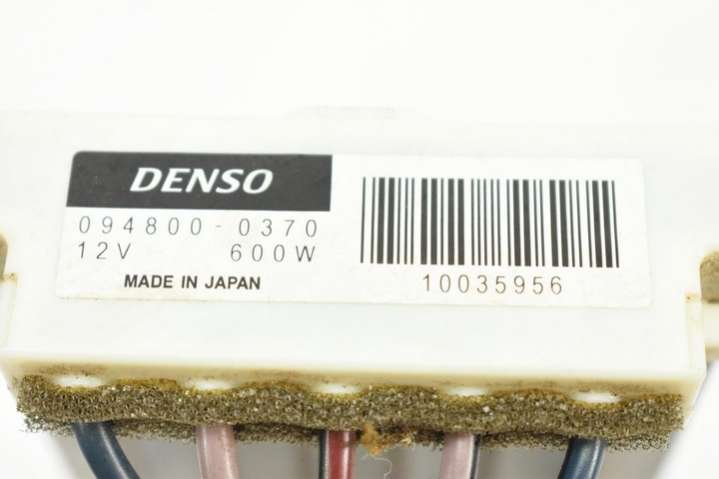 DENSO
094800-0370
12V 600W
MADE IN JAPAN
10035956